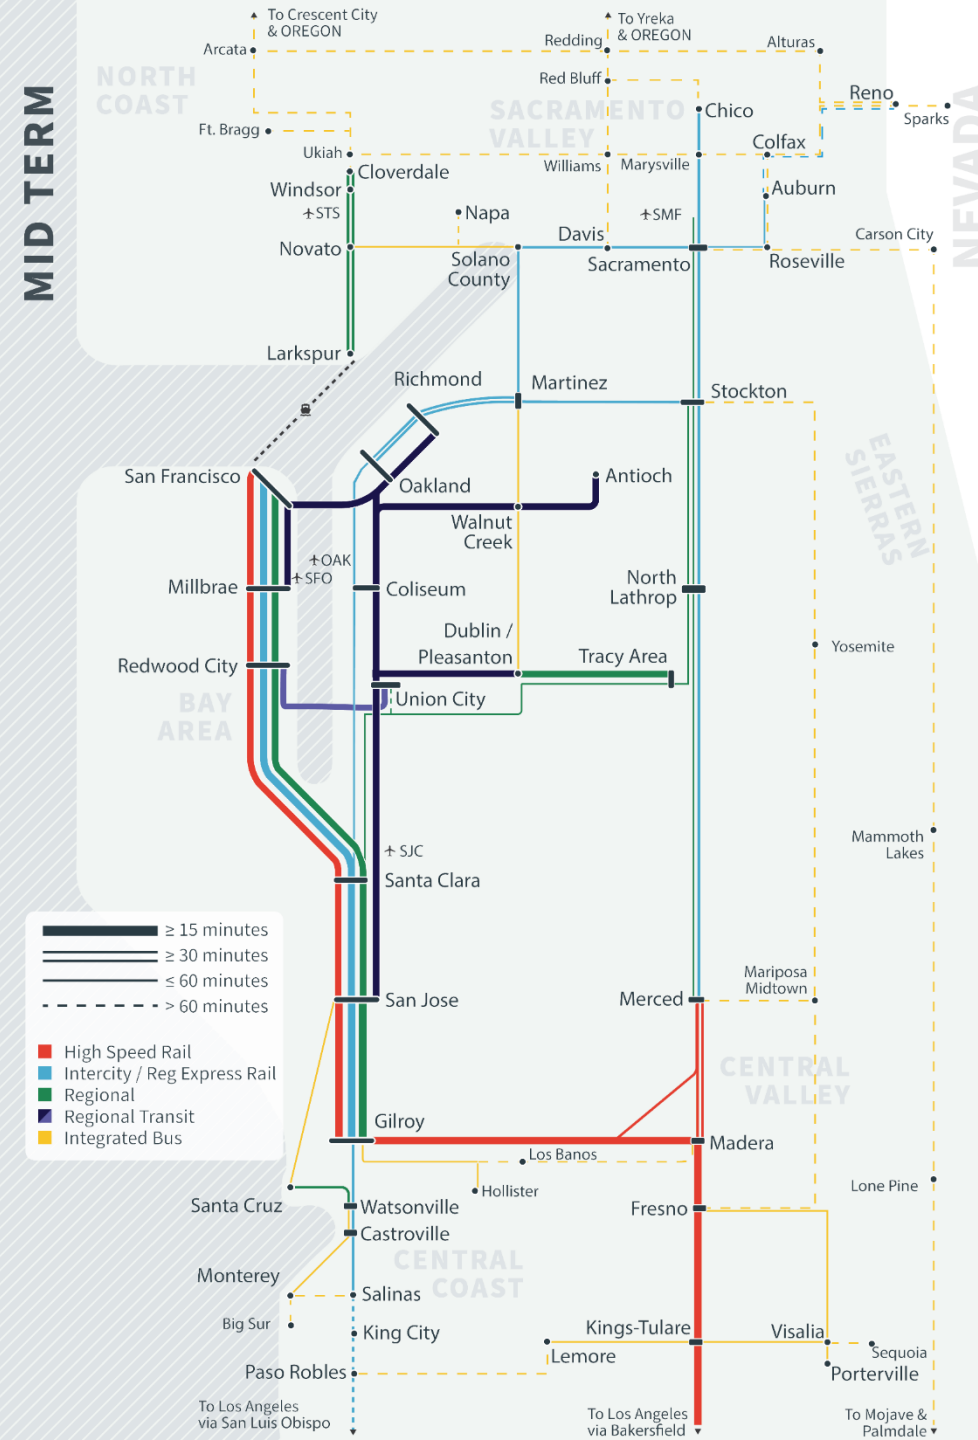 MID TERM
To Crescent City
& OREGON
To Yreka
& OREGON
Arcata
Redding
Alturas
NORTH
COAST
Red Bluff
SACRAMENTO
VALLEY
Chico
Reno
Sparks
NEVADA
Ft. Bragg
Ukiah
Williams
Marysville
Colfax
Cloverdale
Windsor
STS
Auburn
Napa
SMF
Novato
Solano
County
Davis
Sacramento
Roseville
Carson City
Larkspur
Richmond
Martinez
Stockton
EASTERN
SIERRAS
San Francisco
Oakland
Antioch
Walnut
Creek
OAK
SFO
Millbrae
Coliseum
North
Lathrop
Dublin /
Pleasanton
Tracy Area
Yosemite
Redwood City
Union City
BAY
AREA
Mammoth
Lakes
SJC
Santa Clara
≥ 15 minutes
≥ 30 minutes
≤ 60 minutes
> 60 minutes
High Speed Rail
Intercity / Reg Express Rail
Regional
Regional Transit
Integrated Bus
San Jose
Merced
Mariposa
Midtown
CENTRAL
VALLEY
Gilroy
Madera
Los Banos
Hollister
Lone Pine
Santa Cruz
Watsonville
Fresno
Castroville
CENTRAL
COAST
Monterey
Salinas
Big Sur
King City
Kings-Tulare
Visalia
Lemore
Sequoia
Porterville
Paso Robles
To Los Angeles
via San Luis Obispo
To Los Angeles
via Bakersfield
To Mojave &
Palmdale